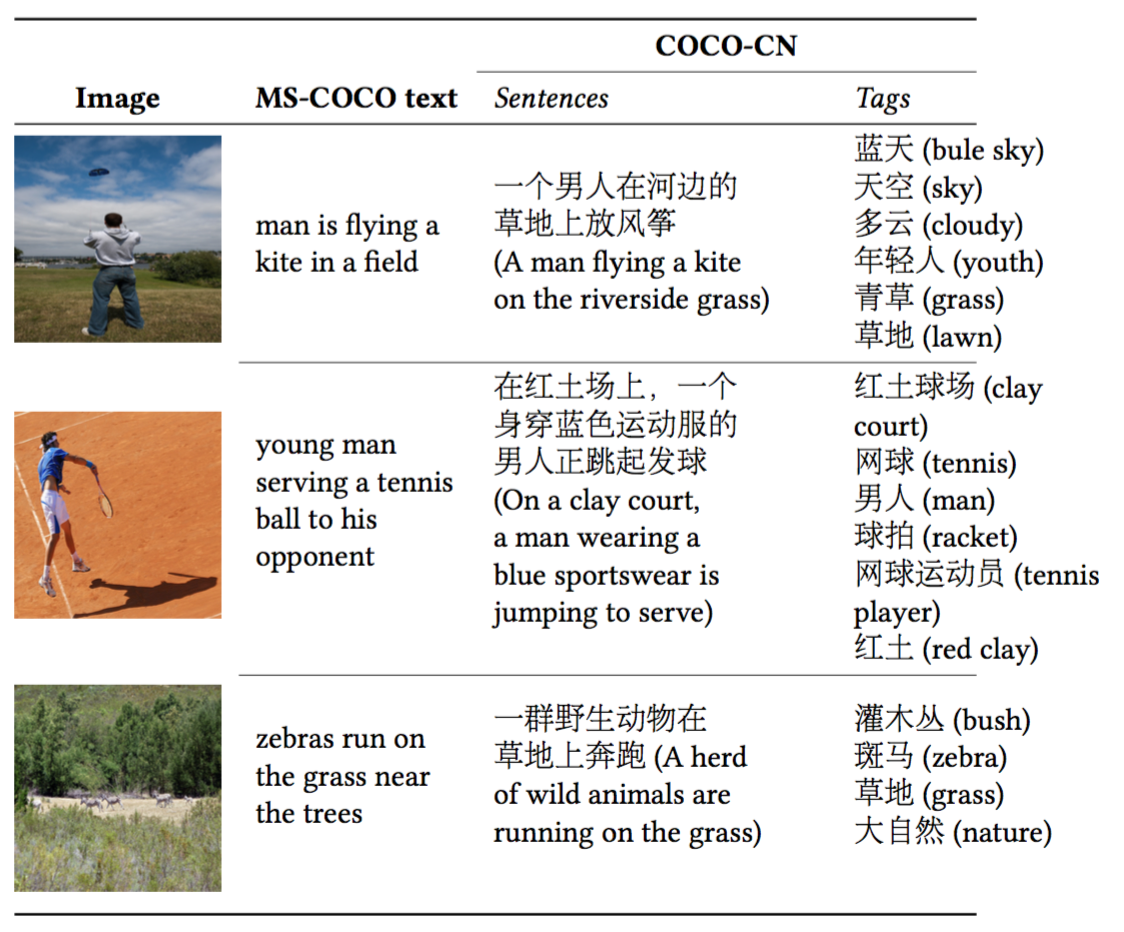 COCO-CN
Image
MS-COCO text
Sentences
Tags
man is flying a
kite in a field
一个男人在河边的
草地上放风筝
(A man flying a kite
on the riverside grass)
蓝天 (bule sky)
天空 (sky)
多云 (cloudy)
年轻人 (youth)
青草 (grass)
草地 (lawn)
young man
serving a tennis
ball to his
opponent
在红土场上，一个
身穿蓝色运动服的
男人正跳起发球
(On a clay court,
a man wearing a
blue sportswear is
jumping to serve)
红土球场 (clay
court)
网球 (tennis)
男人 (man)
球拍 (racket)
网球运动员 (tennis
player)
红土 (red clay)
zebras run on
the grass near
the trees
一群野生动物在
草地上奔跑 (A herd
of wild animals are
running on the grass)
灌木丛 (bush)
斑马 (zebra)
草地 (grass)
大自然 (nature)